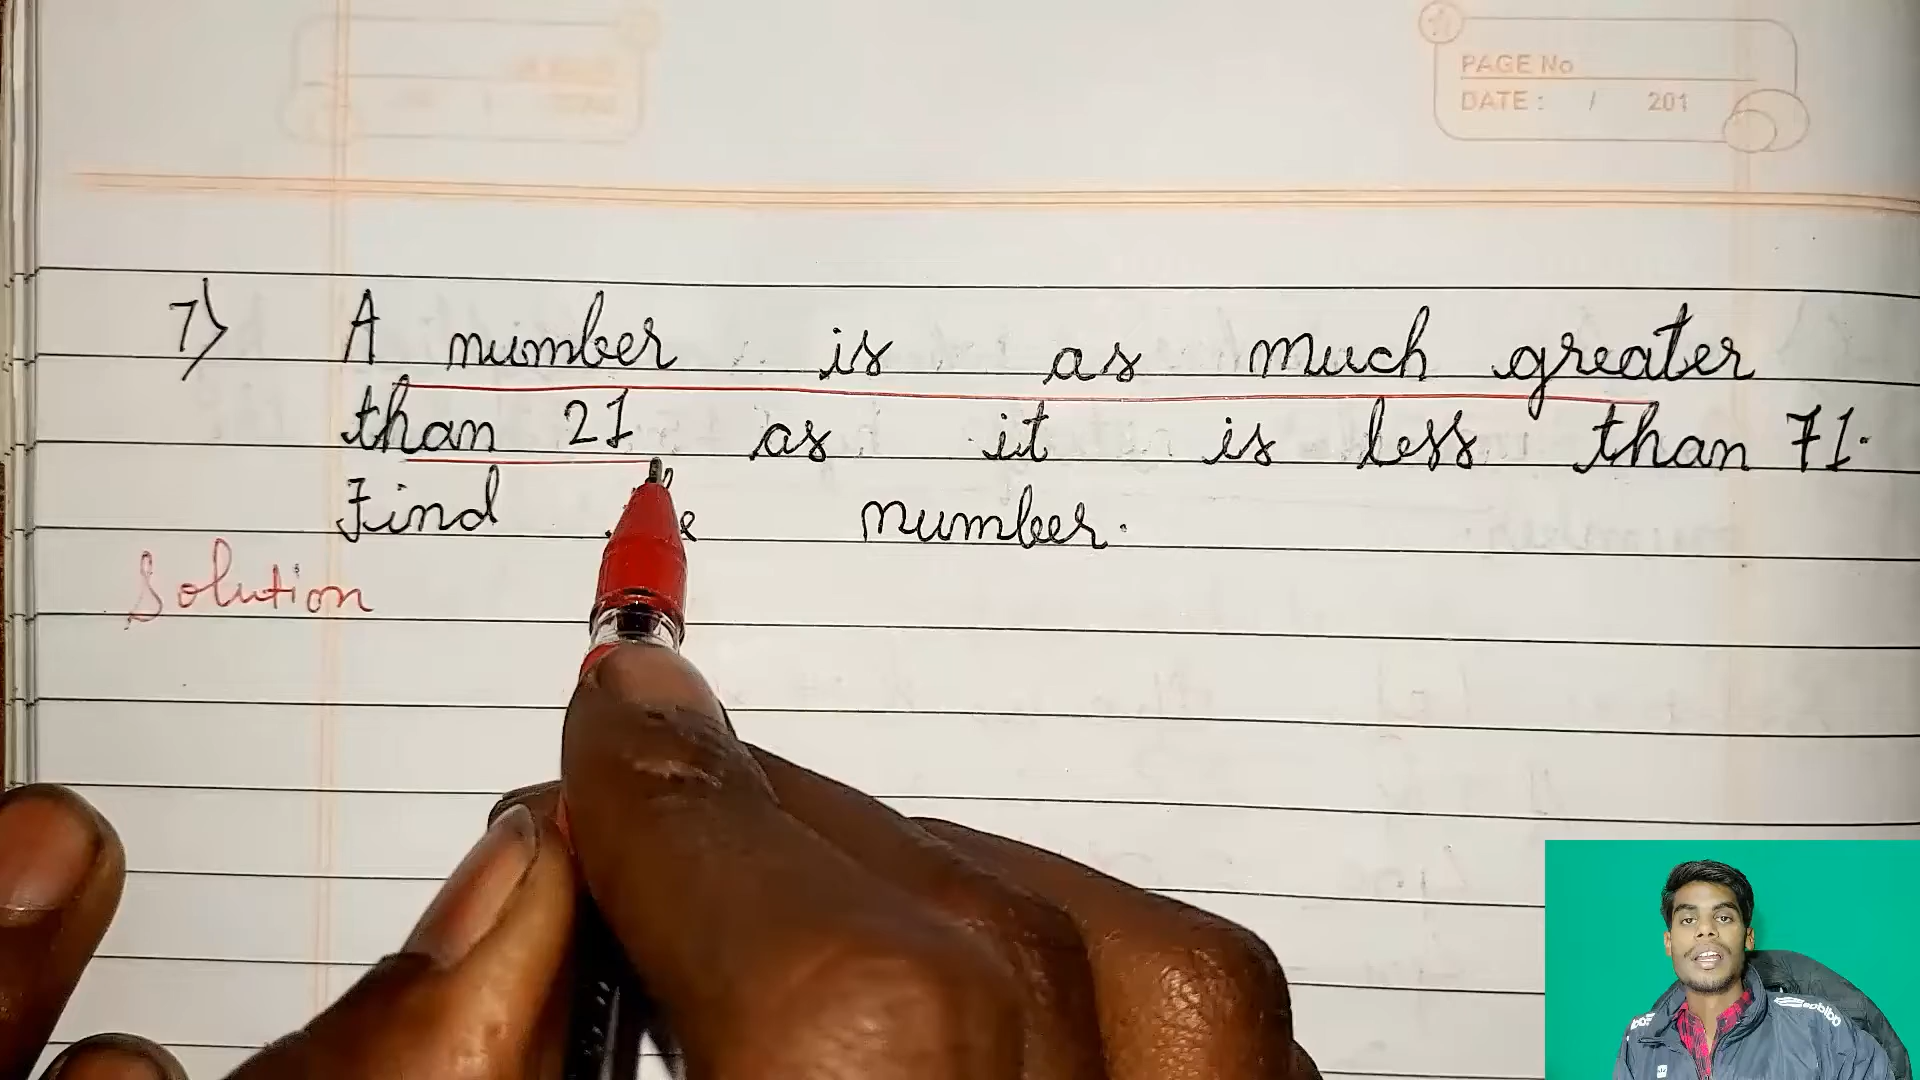 PAGE No
DATE : / 201
7) A number is as much greater
than 21 as it is less than 71.
Find number.
Solution
adidas